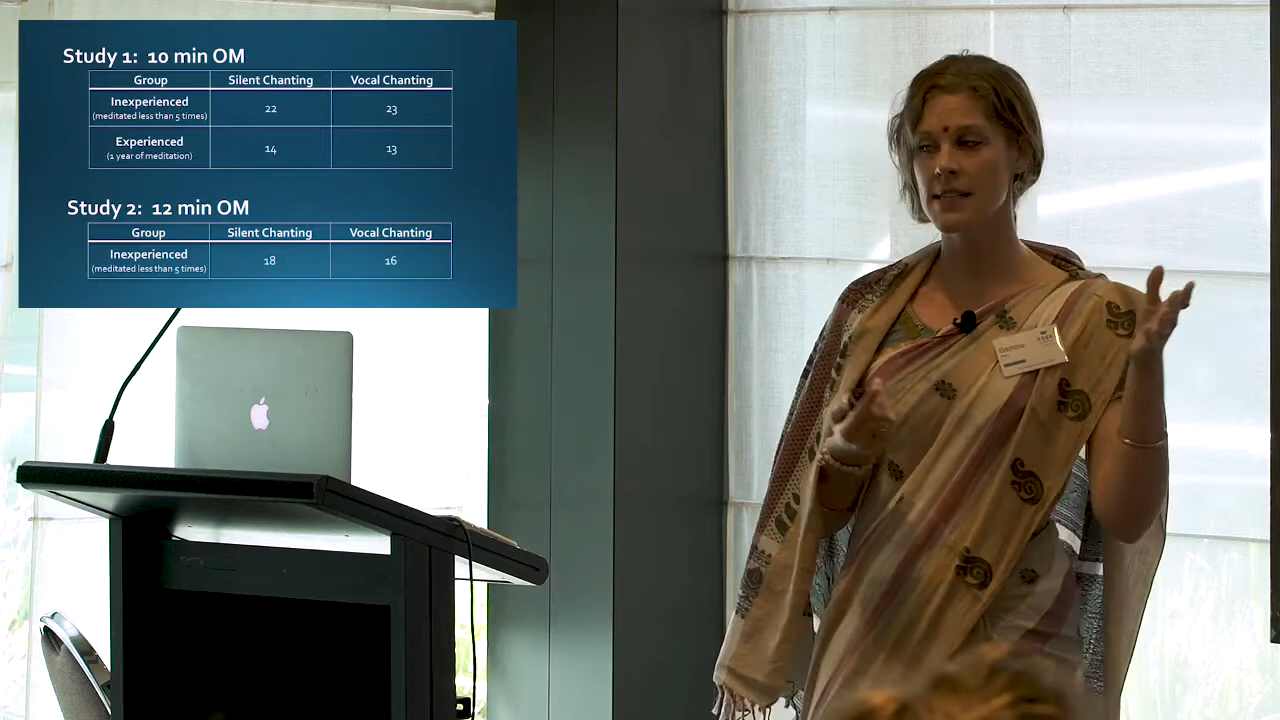 Study 1: 10 min OM
Group Silent Chanting Vocal Chanting
Inexperienced 22 23
(meditated less than 5 times)
Experienced 14 13
(1 year of meditation)
Study 2: 12 min OM
Group Silent Chanting Vocal Chanting
Inexperienced 18 16
(meditated less than 5 times)